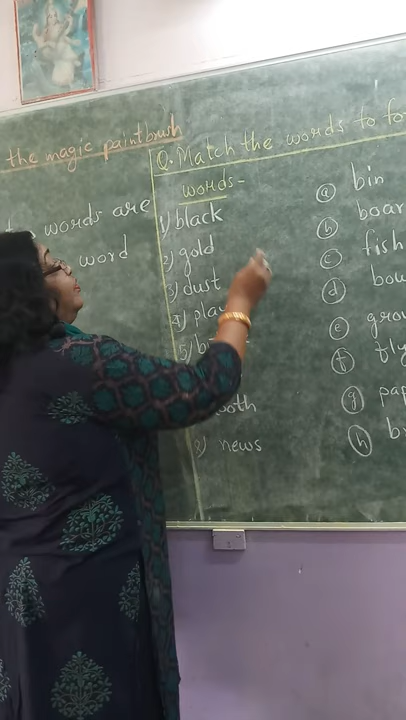 the magic paintbrush
words are
word
Q. Match the words to fo
words-
1) black
2) gold
3) dust
4) pla
5) b
oth
8) news
(a) bin
(b) boar
(c) fish
(d) bow
(e) grou
(f) fly
(g) pap
(h) b